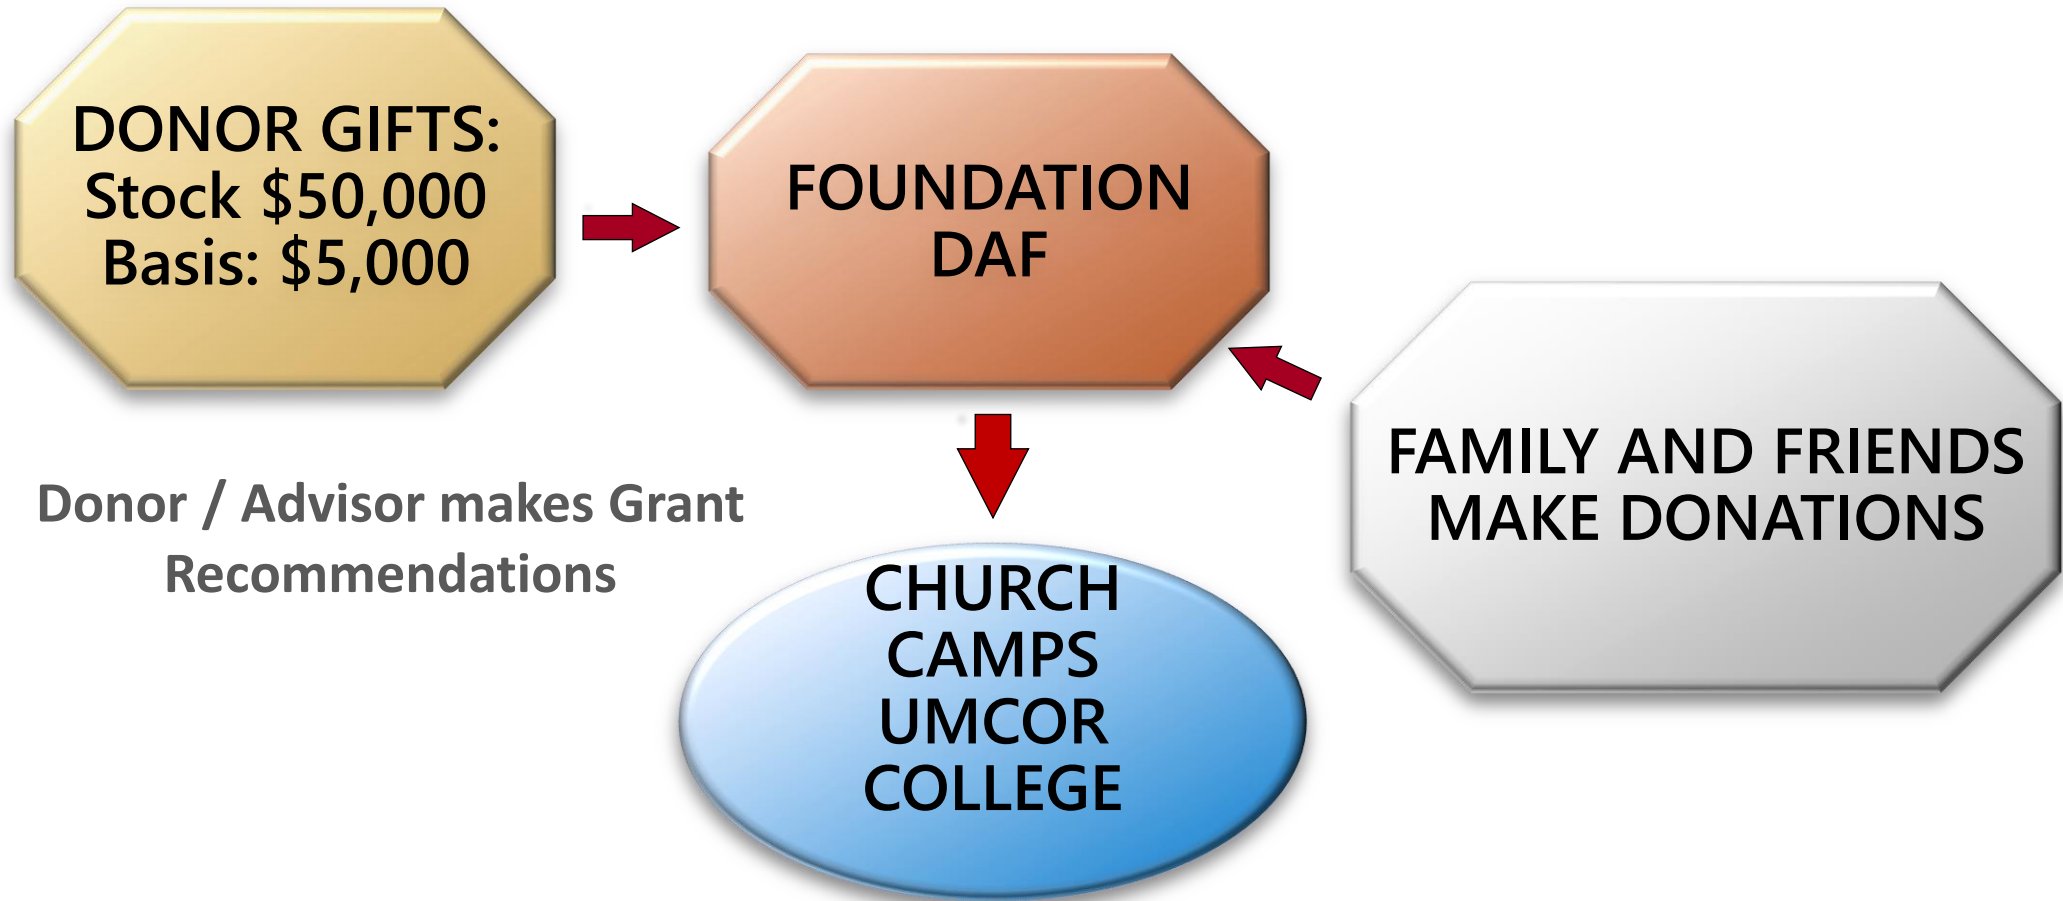 DONOR GIFTS:
Stock $50,000
Basis: $5,000
FOUNDATION
DAF
FAMILY AND FRIENDS
MAKE DONATIONS
Donor / Advisor makes Grant
Recommendations
CHURCH
CAMPS
UMCOR
COLLEGE